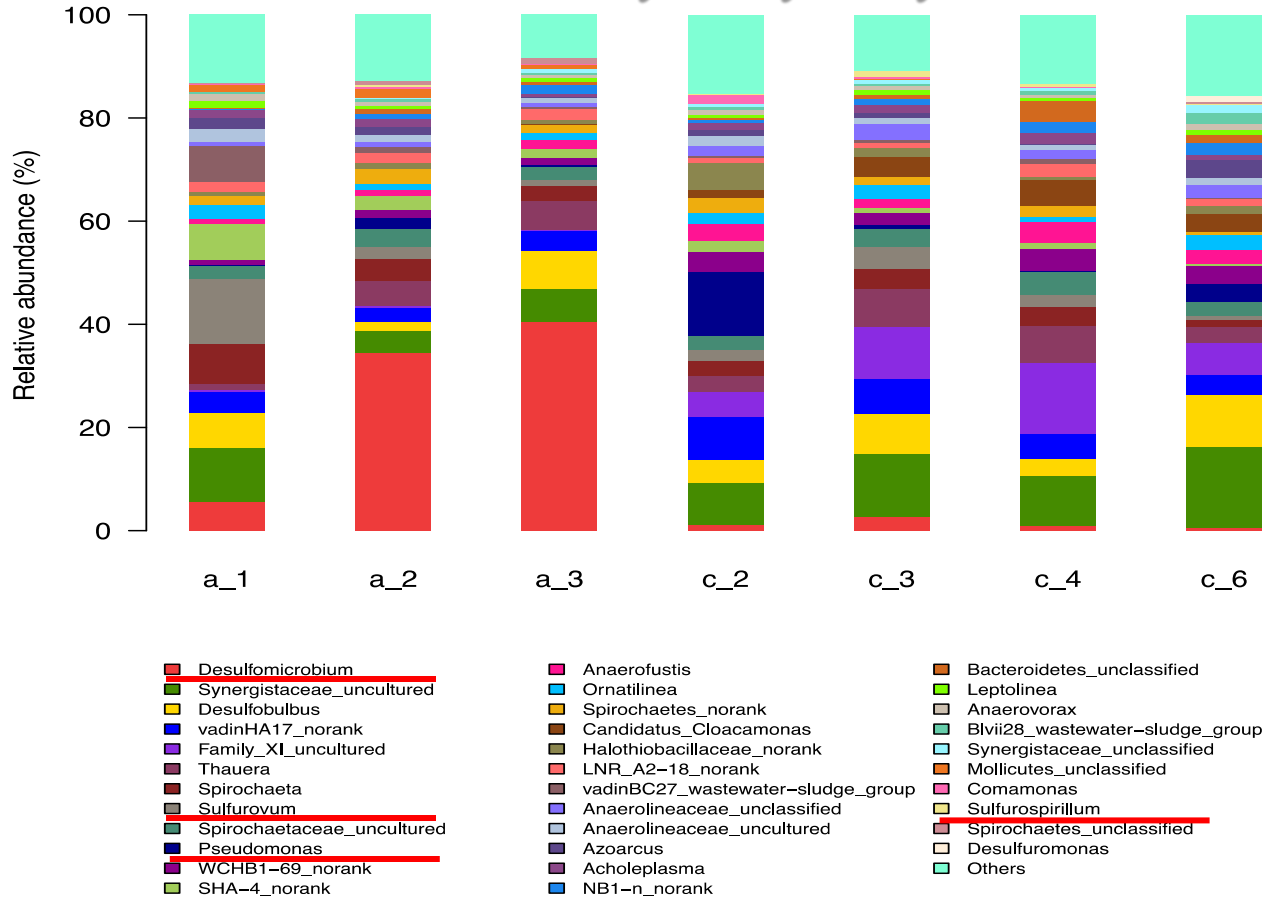 100
80
60
40
20
0
Relative abundance (%)
a_1 a_2 a_3 c_2 c_3 c_4 c_6
Desulfomicrobium
Synergistaceae_uncultured
Desulfobulbus
vadinHA17_norank
Family_XI_uncultured
Thauera
Spirochaeta
Sulfurovum
Spirochaetaceae_uncultured
Pseudomonas
WCHB1-69_norank
SHA-4_norank
Anaerofustis
Ornatilinea
Spirochaetes_norank
Candidatus_Cloacamonas
Halothiobacillaceae_norank
LNR_A2-18_norank
vadinBC27_wastewater-sludge_group
Anaerolineaceae_unclassified
Anaerolineaceae_uncultured
Azoarcus
Acholeplasma
NB1-n_norank
Bacteroidetes_unclassified
Leptolinea
Anaerovorax
Blvii28_wastewater-sludge_group
Synergistaceae_unclassified
Mollicutes_unclassified
Comamonas
Sulfurospirillum
Spirochaetes_unclassified
Desulfuromonas
Others